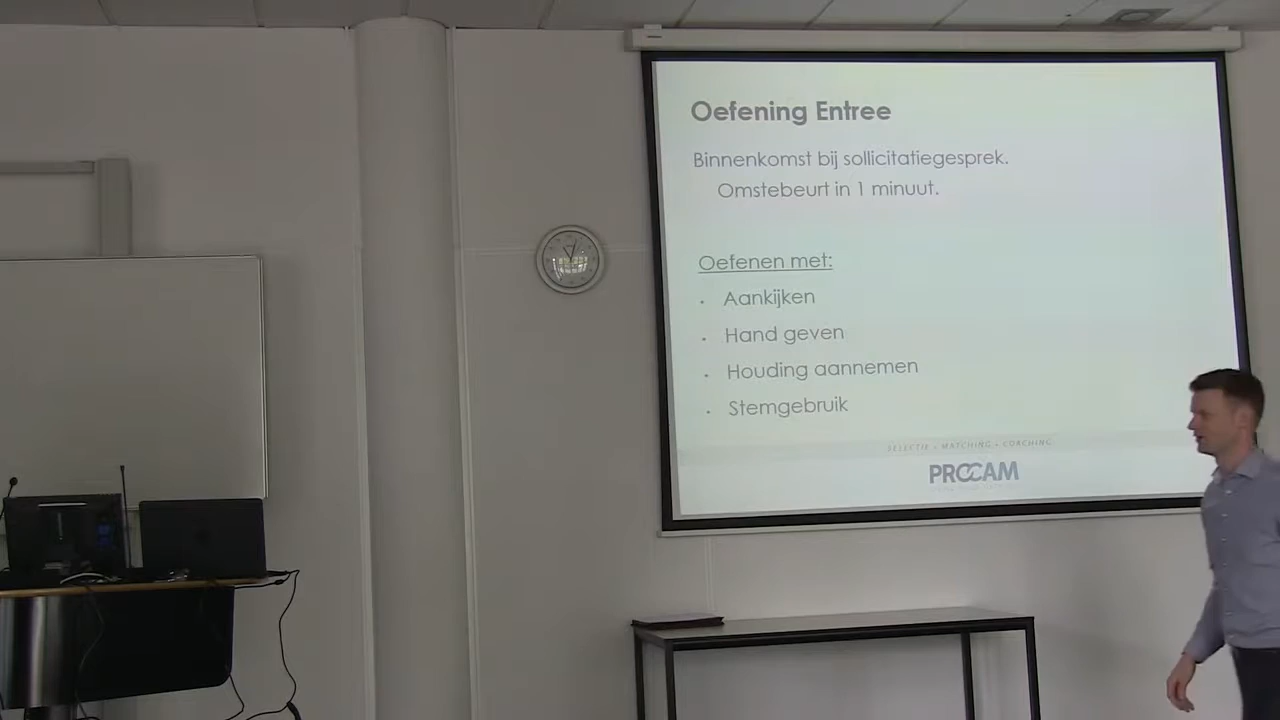 Oefening Entree
Binnenkomst bij sollicitatiegesprek.
Omstebeurt in 1 minuut.
Oefenen met:
• Aankijken
• Hand geven
• Houding aannemen
• Stemgebruik
SELECTIE • MATCHING • COACHING
PROCAM